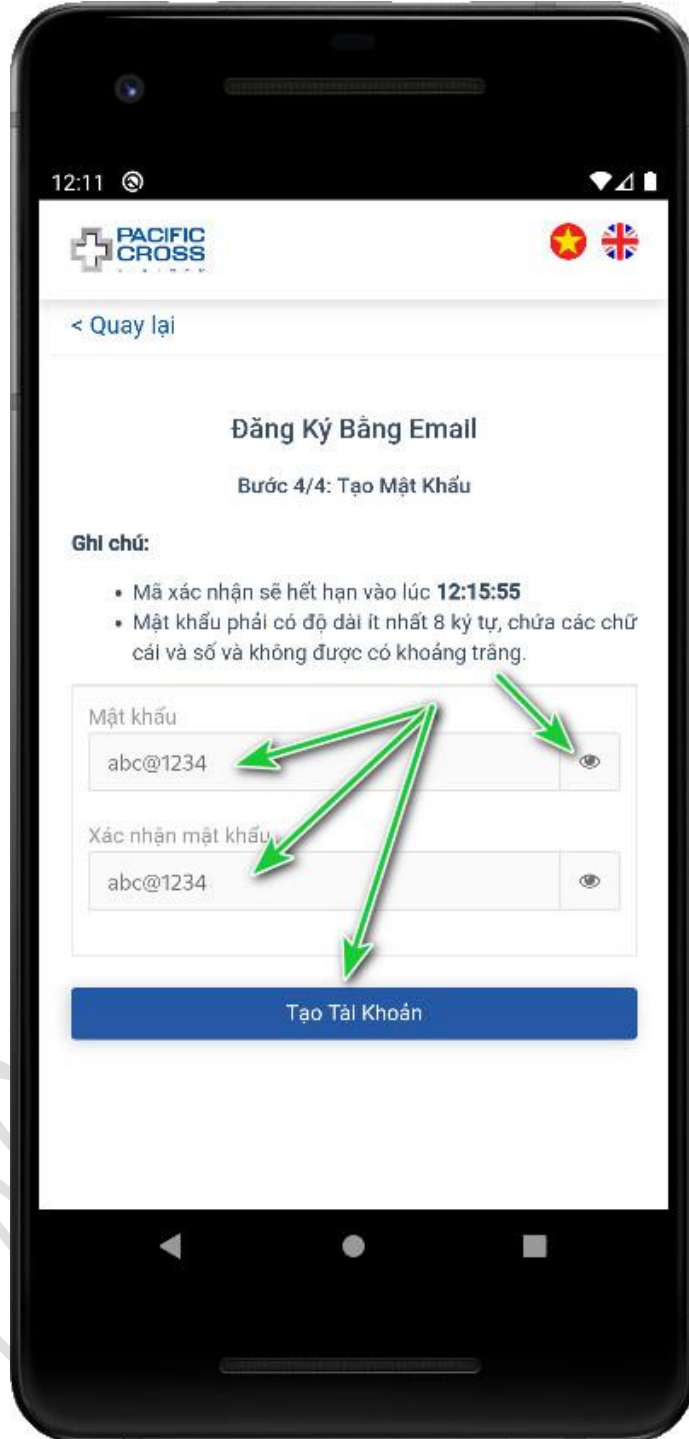 12:11
PACIFIC
CROSS
< Quay lại
Đăng Ký Bằng Email
Bước 4/4: Tạo Mật Khẩu
Ghi chú:
• Mã xác nhận sẽ hết hạn vào lúc 12:15:55
• Mật khẩu phải có độ dài ít nhất 8 ký tự, chứa các chữ
cái và số và không được có khoảng trắng.
Mật khẩu
abc@1234
Xác nhận mật khẩu
abc@1234
Tạo Tài Khoản